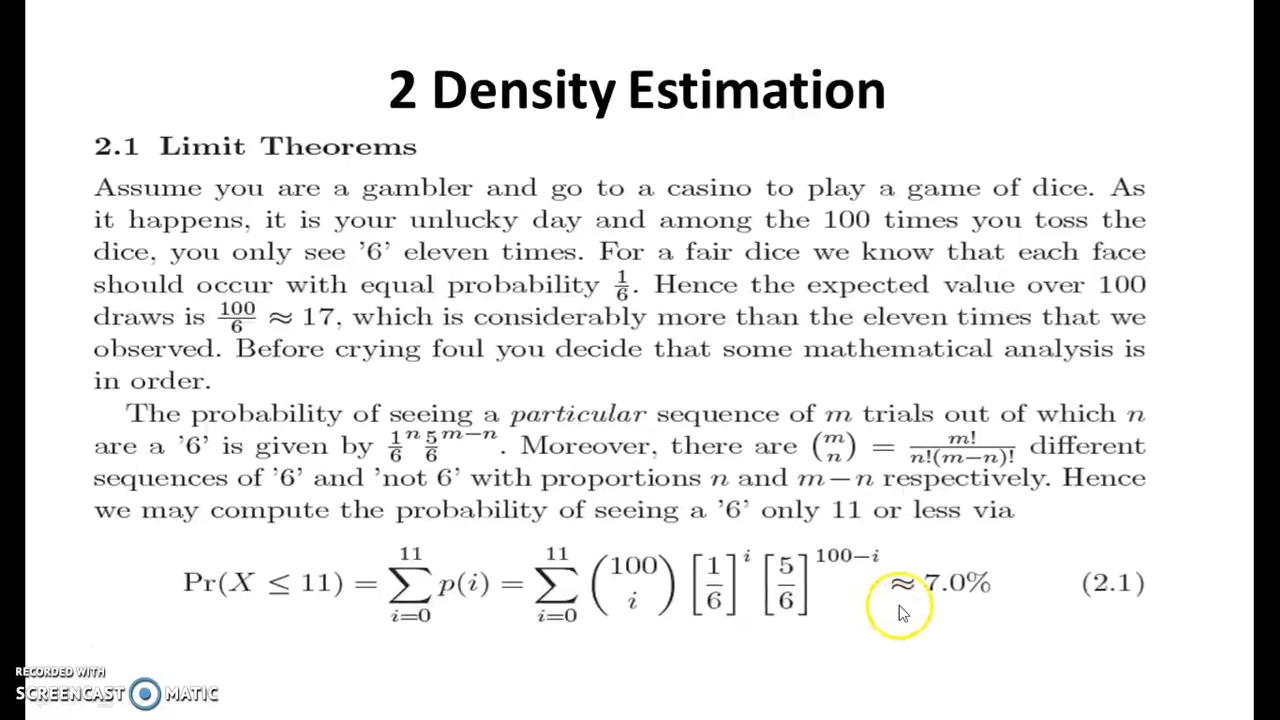 2 Density Estimation
2.1 Limit Theorems
Assume you are a gambler and go to a casino to play a game of dice. As
it happens, it is your unlucky day and among the 100 times you toss the
dice, you only see '6' eleven times. For a fair dice we know that each face
should occur with equal probability 1/6. Hence the expected value over 100
draws is 100/6 ≈ 17, which is considerably more than the eleven times that we
observed. Before crying foul you decide that some mathematical analysis is
in order.
The probability of seeing a particular sequence of m trials out of which n
are a '6' is given by 1/6^n 5/6^{m−n}. Moreover, there are (m n) = m!/n!(m−n)! different
sequences of '6' and 'not 6' with proportions n and m−n respectively. Hence
we may compute the probability of seeing a '6' only 11 or less via
Pr(X ≤ 11) = ∑_{i=0}^{11} p(i) = ∑_{i=0}^{11} (100 i) [1/6]^i [5/6]^{100−i} ≈ 7.0% (2.1)
RECORDED WITH
SCREENCAST MATIC